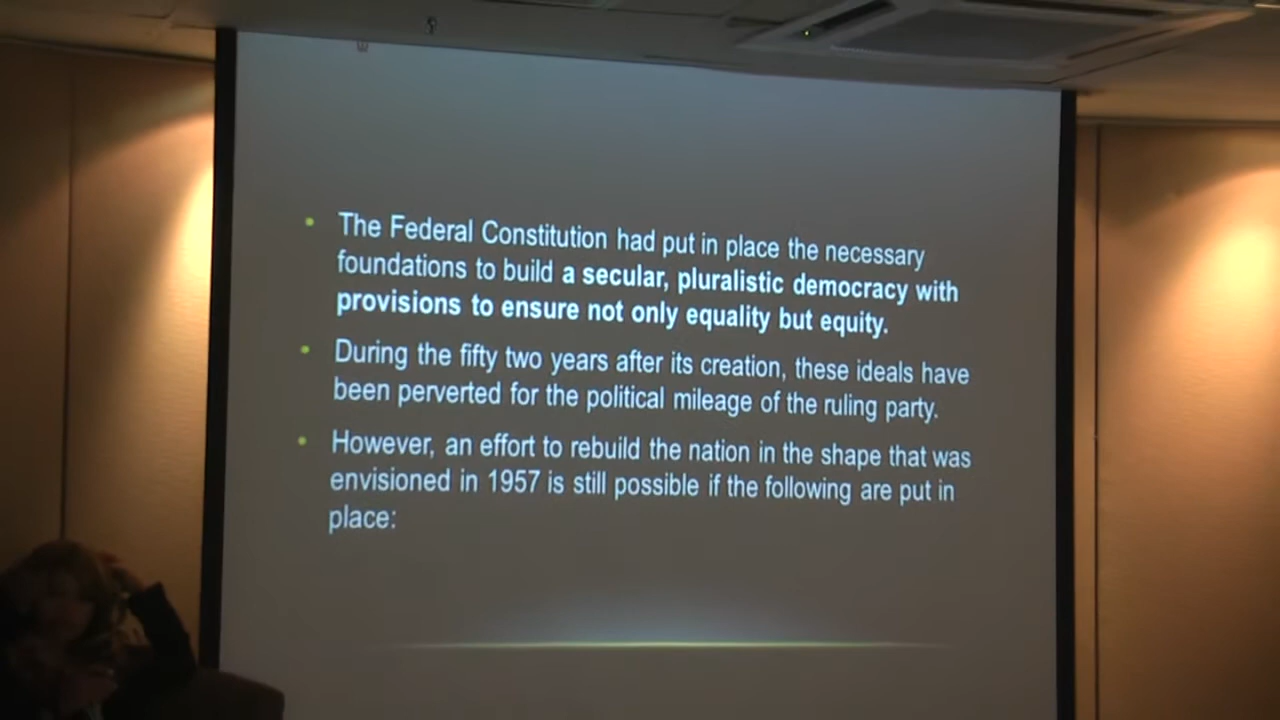 The Federal Constitution had put in place the necessary
foundations to build a secular, pluralistic democracy with
provisions to ensure not only equality but equity.
During the fifty two years after its creation, these ideals have
been perverted for the political mileage of the ruling party.
However, an effort to rebuild the nation in the shape that was
envisioned in 1957 is still possible if the following are put in
place: